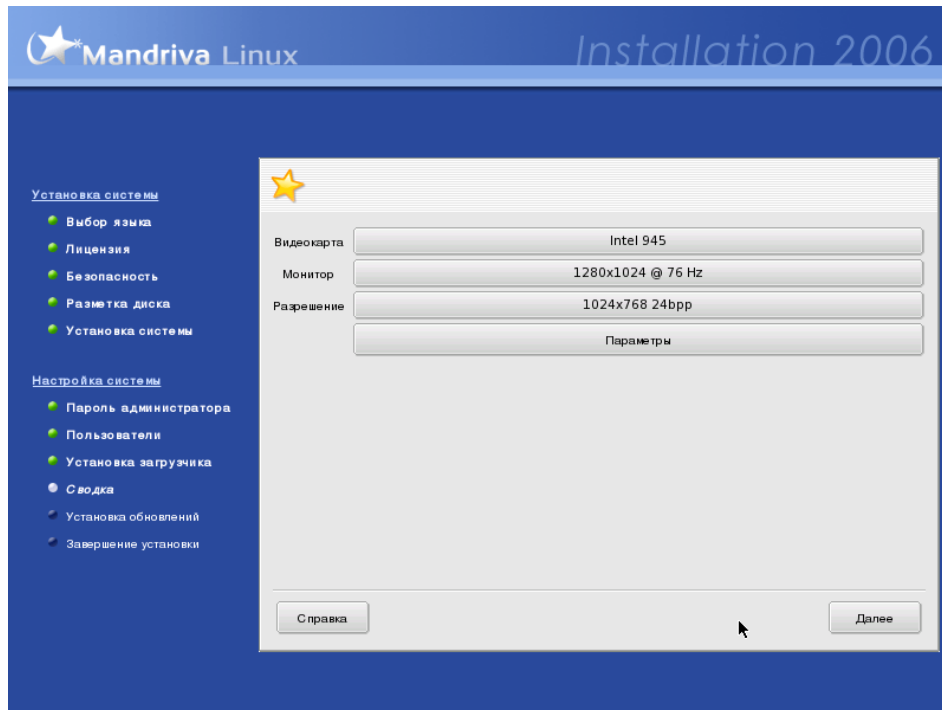 Mandriva Linux
Installation 2006
Установка системы
Выбор языка
Лицензия
Безопасность
Разметка диска
Установка системы
Настройка системы
Пароль администратора
Пользователи
Установка загрузчика
Сводка
Установка обновлений
Завершение установки
Видеокарта Intel 945
Монитор 1280x1024 @ 76 Hz
Разрешение 1024x768 24bpp
Параметры
Справка
Далее